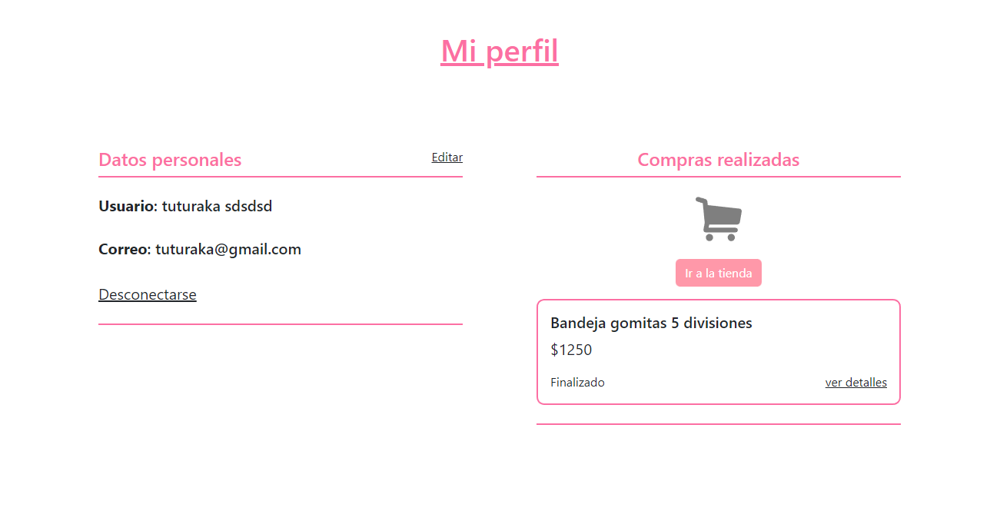 Mi perfil
Datos personales
Editar
Usuario: tuturaka sdsdsd
Correo: tuturaka@gmail.com
Desconectarse
Compras realizadas
Ir a la tienda
Bandeja gomitas 5 divisiones
$1250
Finalizado
ver detalles